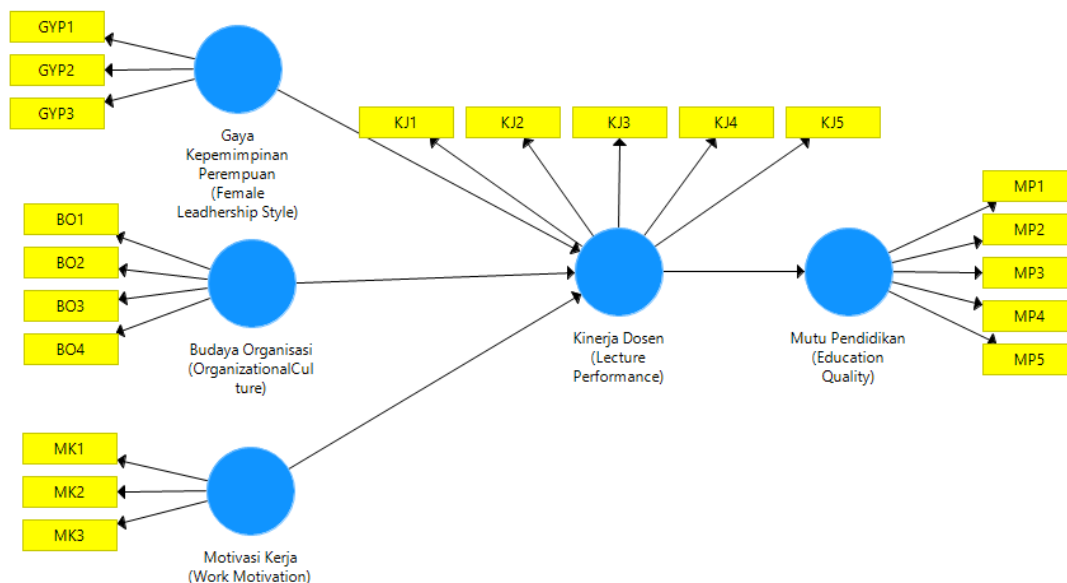 GYP1
GYP2
GYP3
Gaya
Kepemimpinan
Perempuan
(Female
Leadhership Style)
KJ1
KJ2
KJ3
KJ4
KJ5
BO1
BO2
BO3
BO4
Budaya Organisasi
(OrganizationalCul
ture)
Kinerja Dosen
(Lecture
Performance)
Mutu Pendidikan
(Education
Quality)
MP1
MP2
MP3
MP4
MP5
MK1
MK2
MK3
Motivasi Kerja
(Work Motivation)